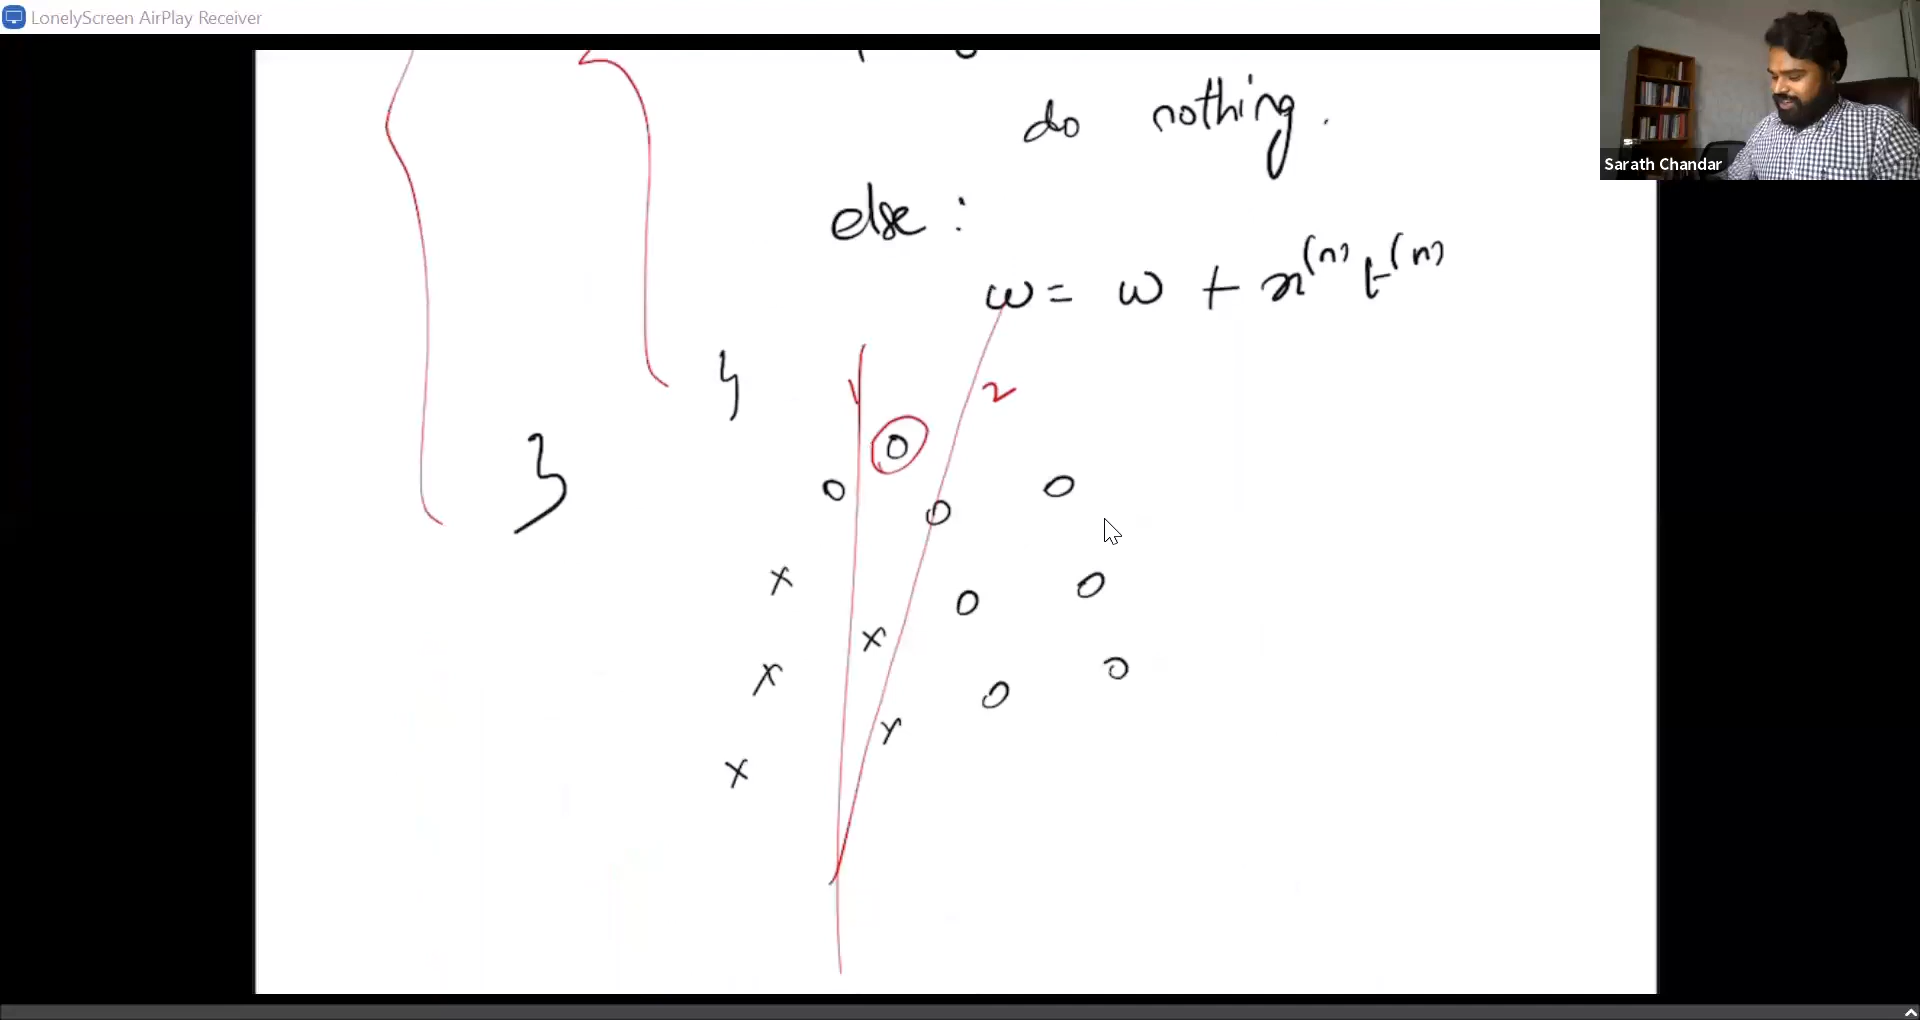 LonelyScreen AirPlay Receiver
do nothing.
Sarath Chandar
else :
w = w + x^(n) t^(n)
}
1
2
O
O O
O
X O O
X
X O
O
X
X